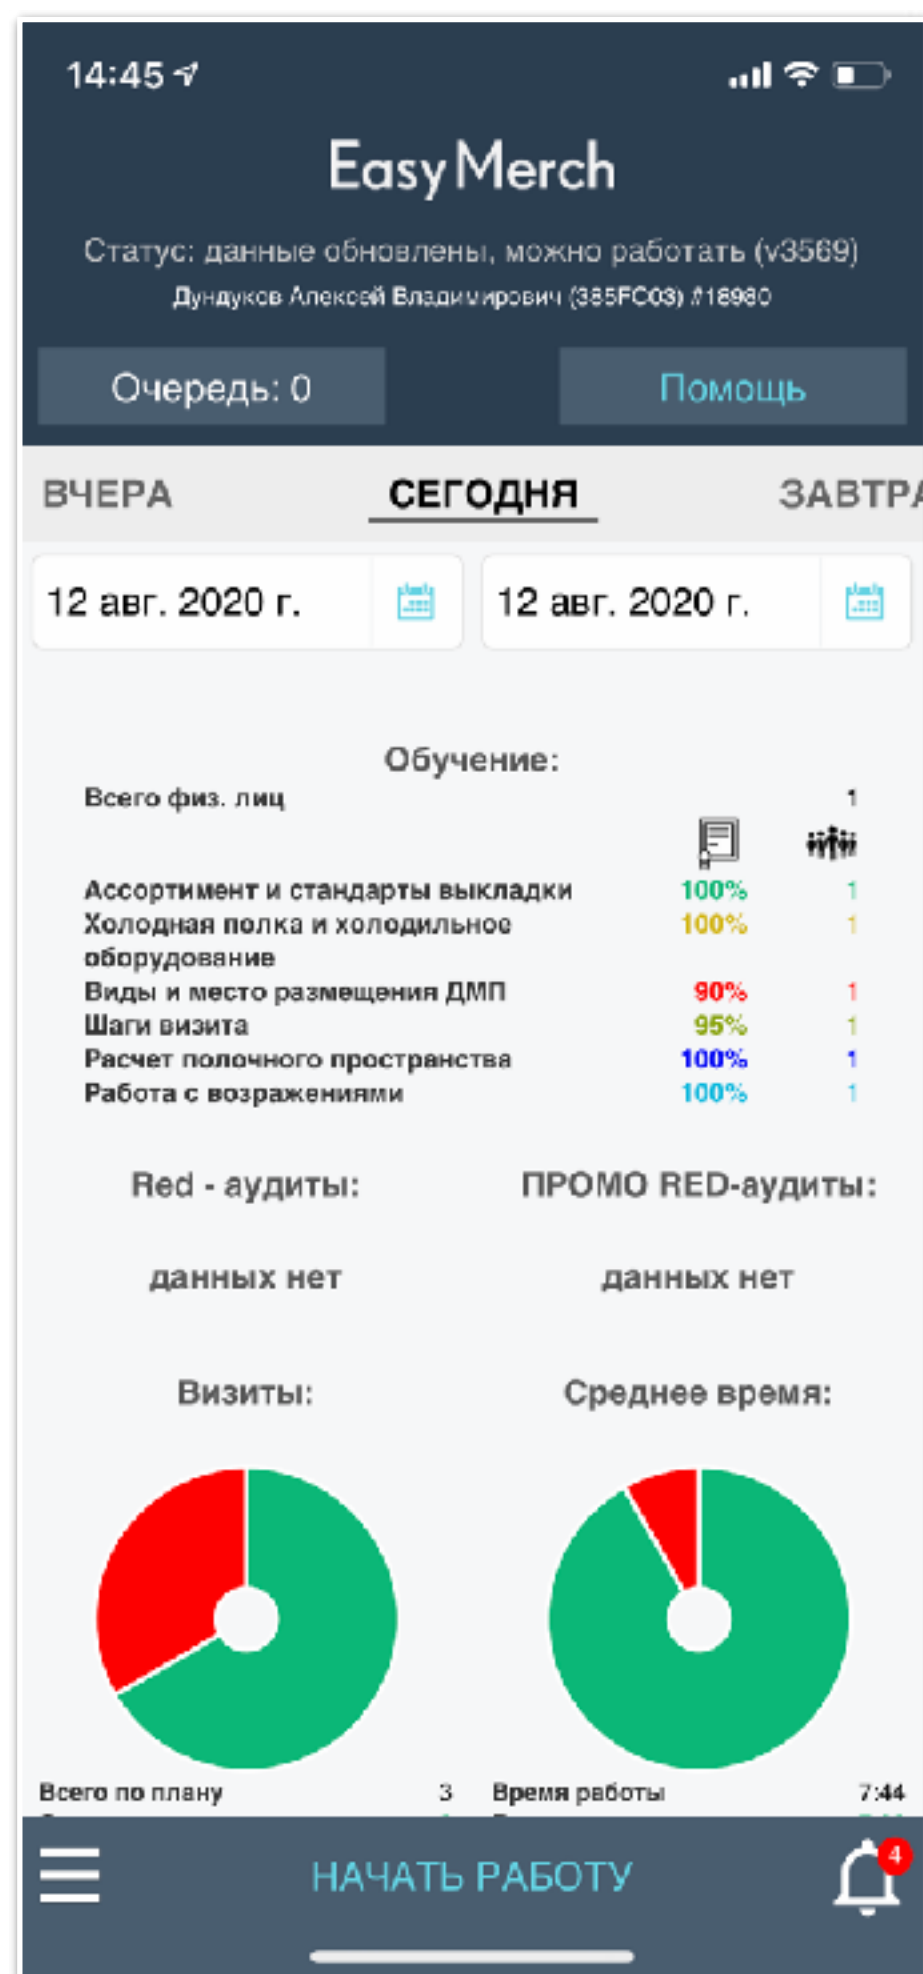 14:45
EasyMerch
Статус: данные обновлены, можно работать (v3569)
Дундуков Алексей Владимирович (385FC03) #18980
Очередь: 0 Помощь
ВЧЕРА СЕГОДНЯ ЗАВТРА
12 авг. 2020 г. 12 авг. 2020 г.
Обучение:
Всего физ. лиц 1
Ассортимент и стандарты выкладки 100% 1
Холодная полка и холодильное 100% 1
оборудование
Виды и место размещения ДМП 90% 1
Шаги визита 95% 1
Расчет полочного пространства 100% 1
Работа с возражениями 100% 1
Red - аудиты: ПРОМО RED-аудиты:
данных нет данных нет
Визиты: Среднее время:
Всего по плану 3 Время работы 7:44
НАЧАТЬ РАБОТУ 4